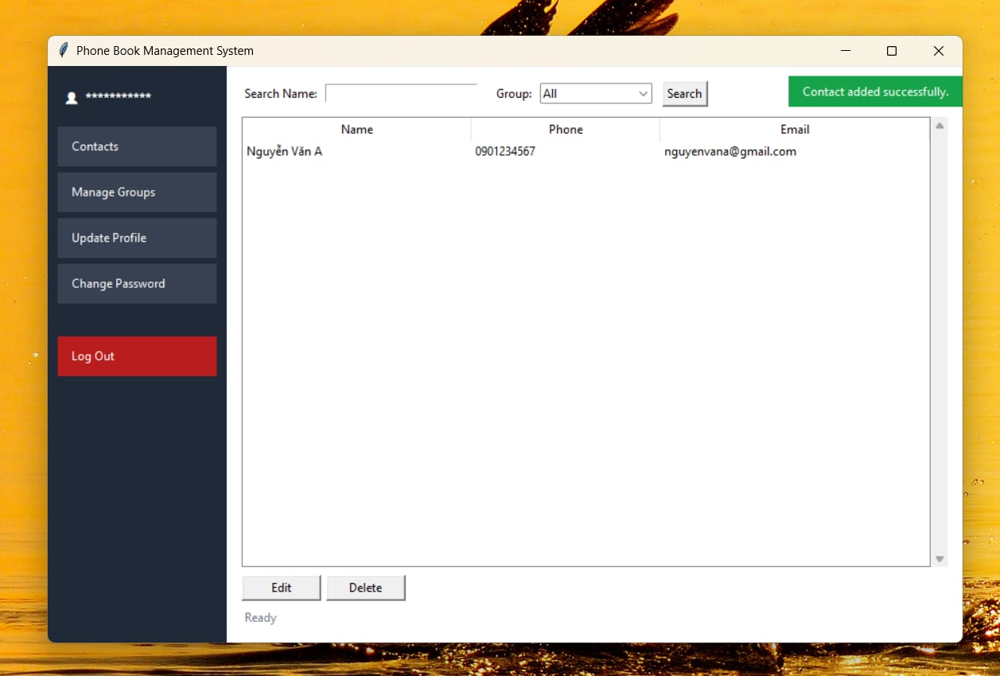 Phone Book Management System
***********
Contacts
Manage Groups
Update Profile
Change Password
Log Out
Search Name:
Group: All Search
Contact added successfully.
Name Phone Email
Nguyễn Văn A 0901234567 nguyenvana@gmail.com
Edit Delete
Ready